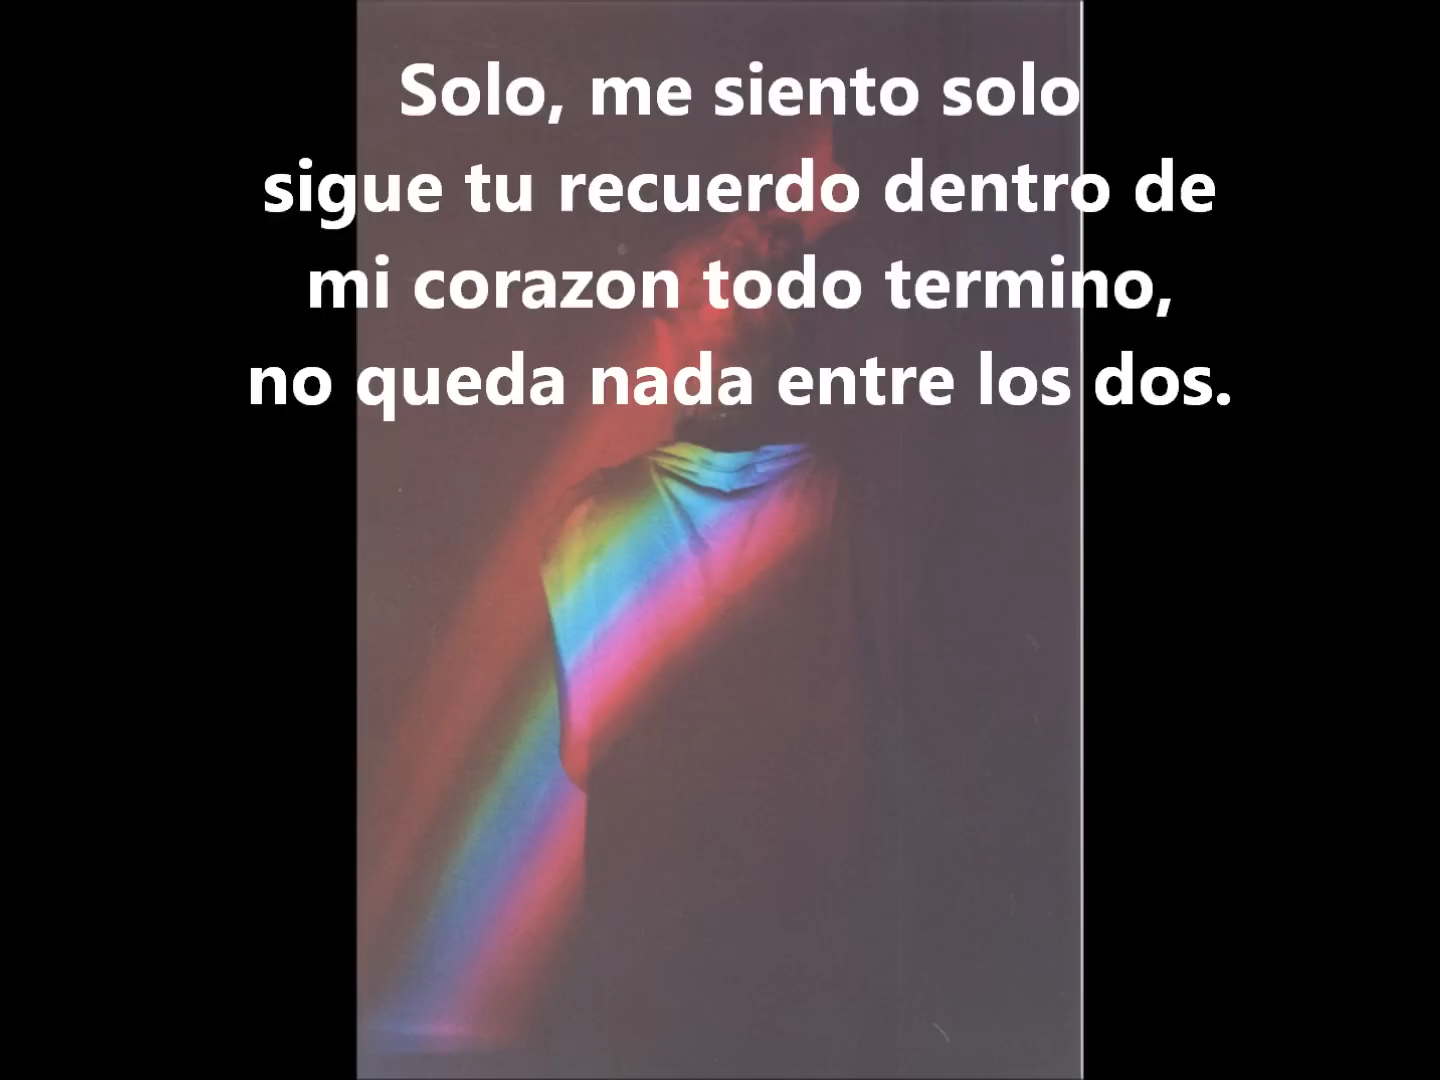 Solo, me siento solo
sigue tu recuerdo dentro de
mi corazon todo termino,
no queda nada entre los dos.